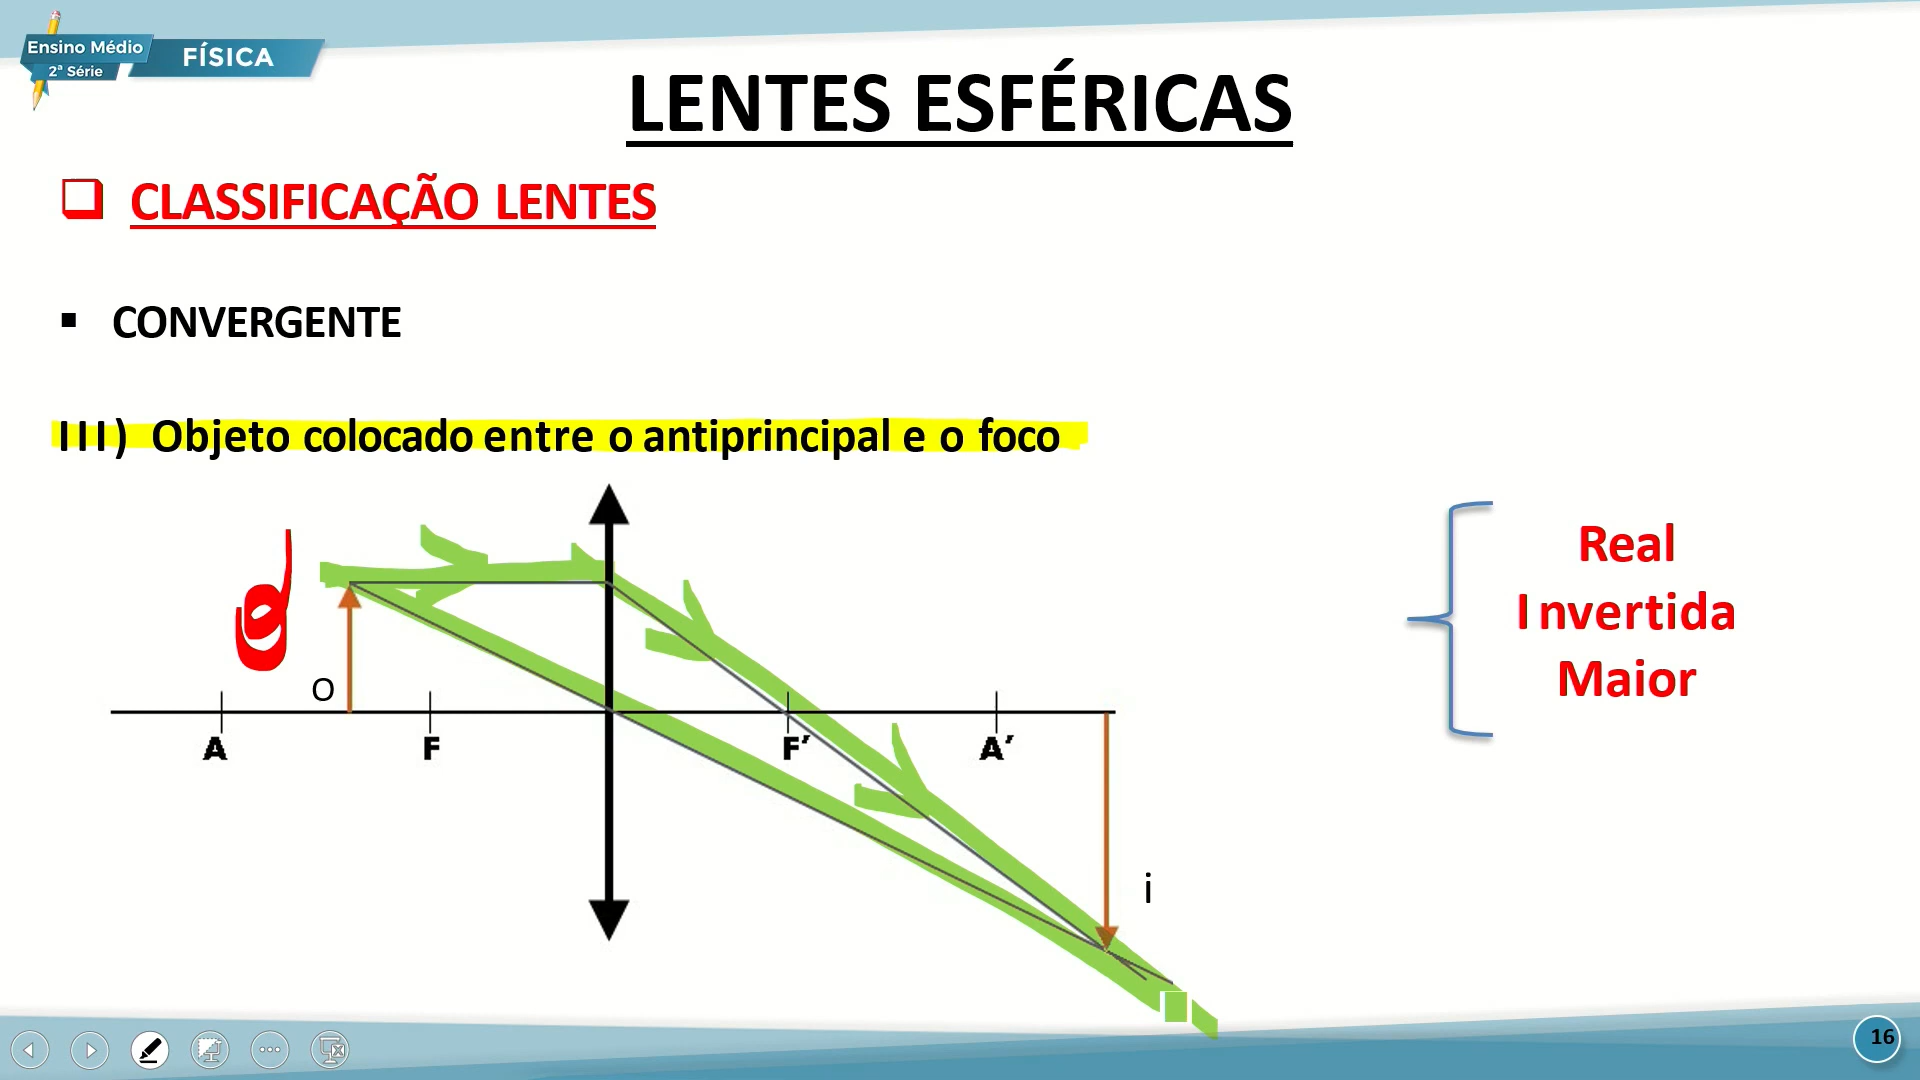 Ensino Médio
2ª Série
FÍSICA
LENTES ESFÉRICAS
CLASSIFICAÇÃO LENTES
CONVERGENTE
III) Objeto colocado entre o antiprincipal e o foco
Real
Invertida
Maior
O
A F F' A'
i
16